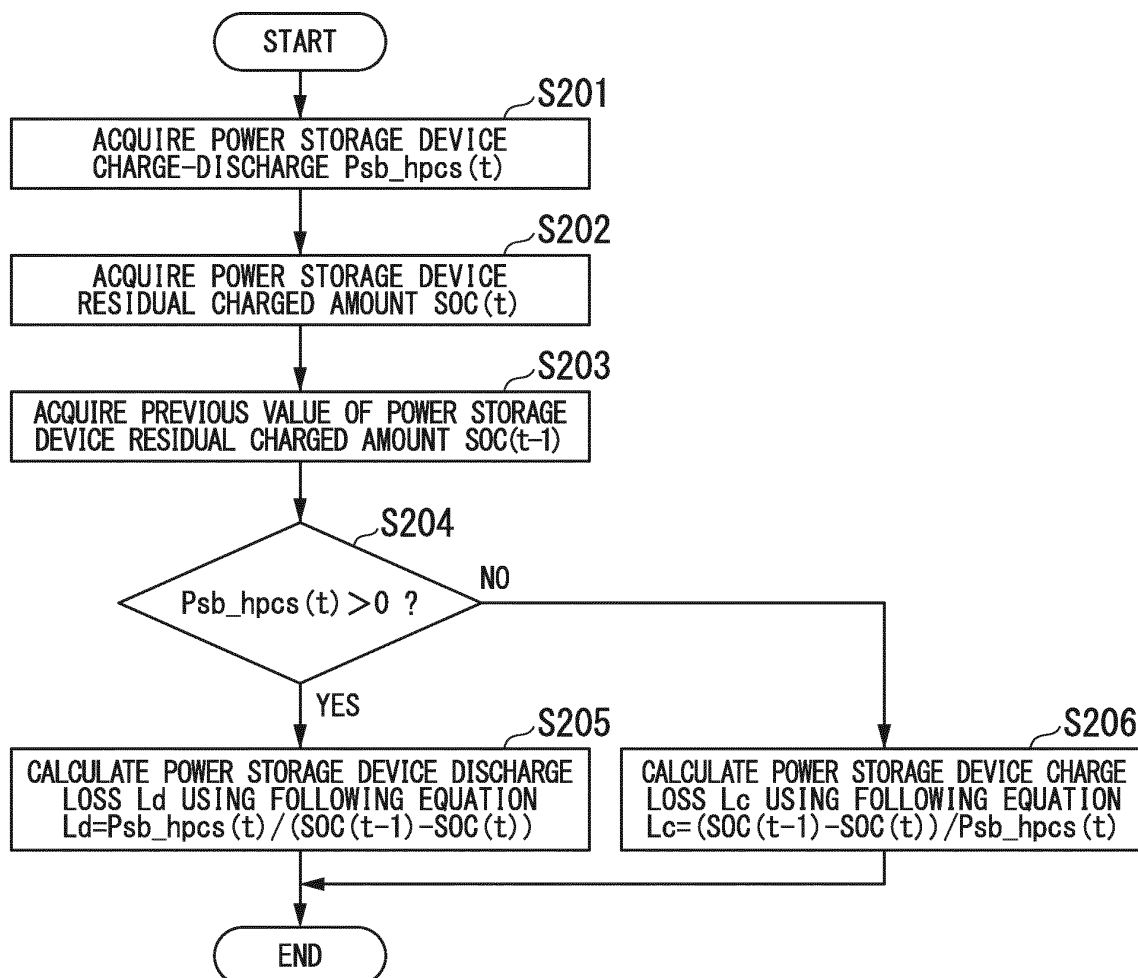 START
S201
ACQUIRE POWER STORAGE DEVICE
CHARGE-DISCHARGE Psb_hpcs(t)
S202
ACQUIRE POWER STORAGE DEVICE
RESIDUAL CHARGED AMOUNT SOC(t)
S203
ACQUIRE PREVIOUS VALUE OF POWER STORAGE
DEVICE RESIDUAL CHARGED AMOUNT SOC(t-1)
S204
Psb_hpcs(t)>0 ?
NO
YES
S205
CALCULATE POWER STORAGE DEVICE DISCHARGE
LOSS Ld USING FOLLOWING EQUATION
Ld=Psb_hpcs(t)/(SOC(t-1)-SOC(t))
S206
CALCULATE POWER STORAGE DEVICE CHARGE
LOSS Lc USING FOLLOWING EQUATION
Lc=(SOC(t-1)-SOC(t))/Psb_hpcs(t)
END